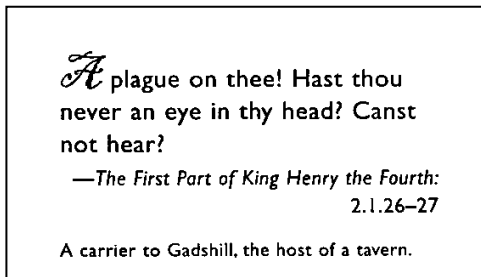 A plague on thee! Hast thou
never an eye in thy head? Canst
not hear?
—The First Part of King Henry the Fourth:
2.1.26–27
A carrier to Gadshill, the host of a tavern.